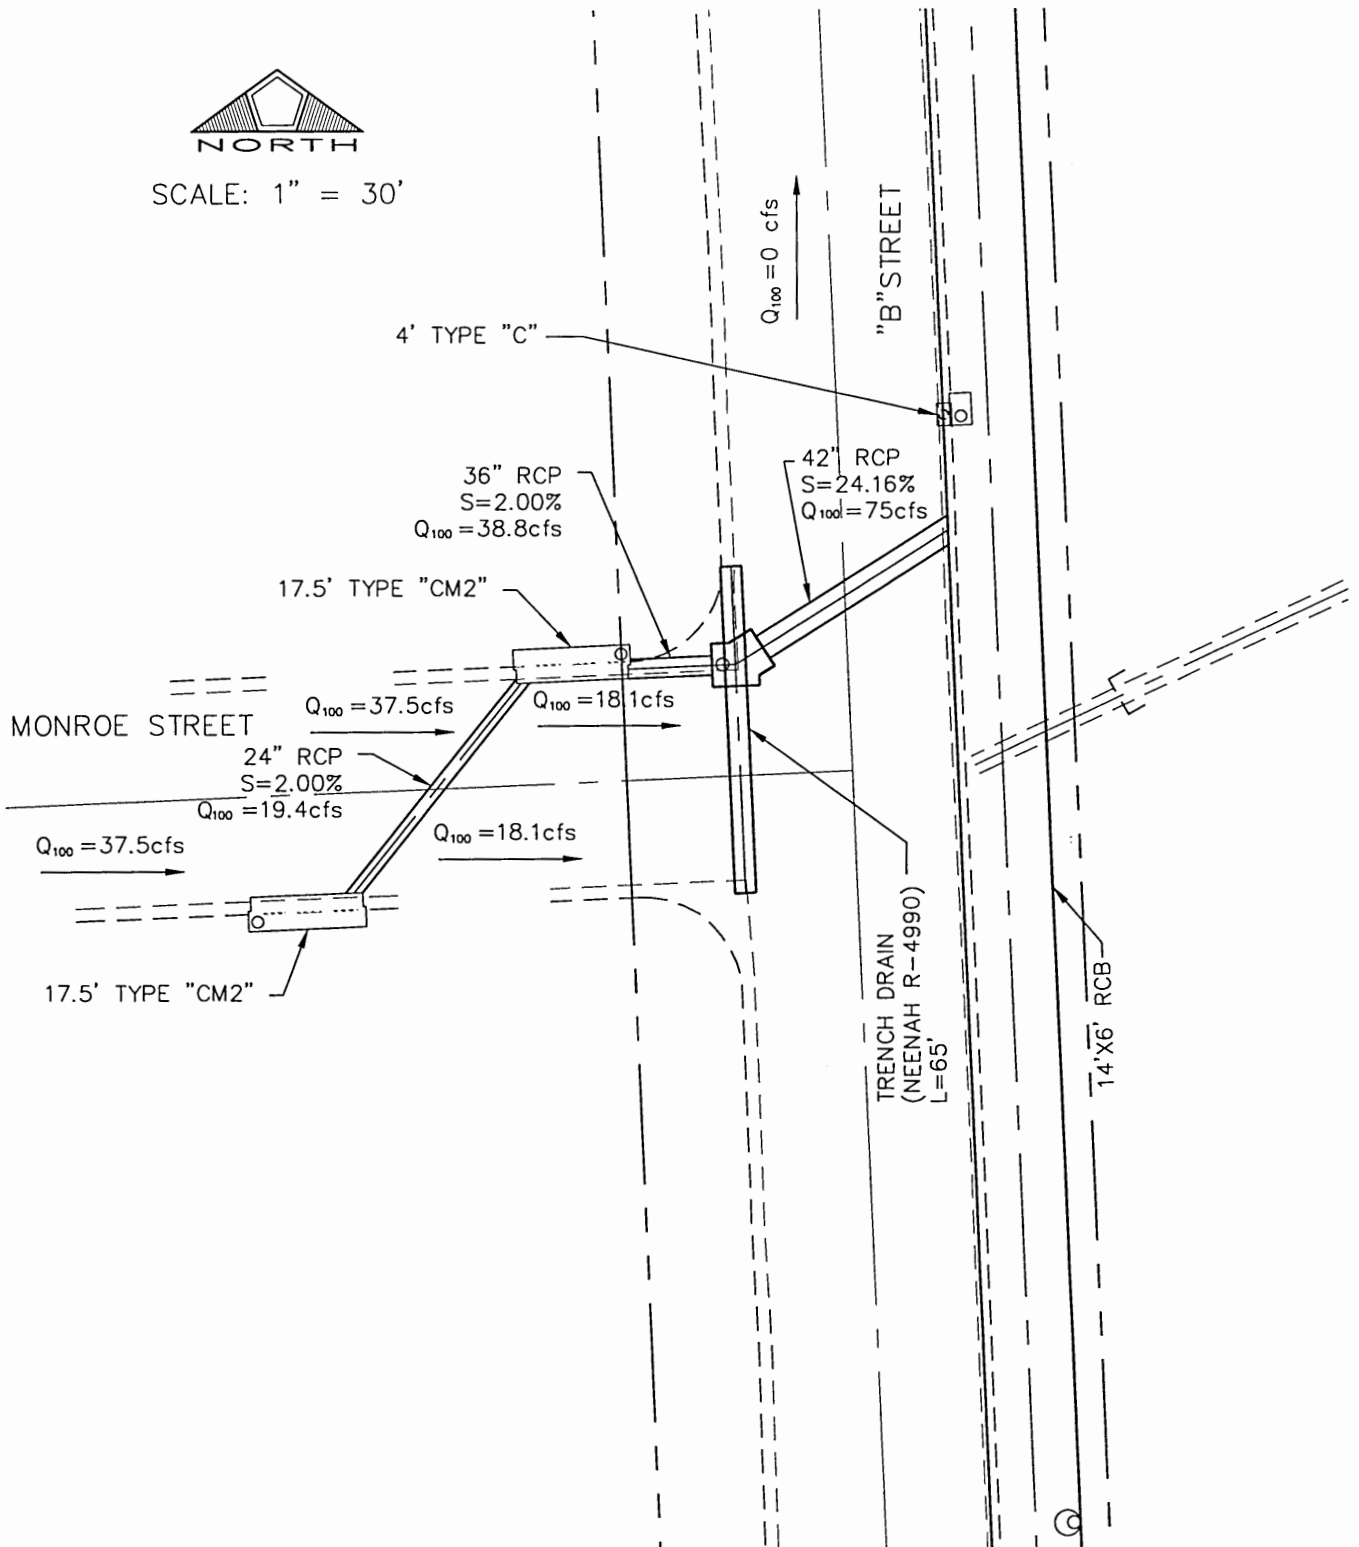 NORTH
SCALE: 1" = 30'
Q₁₀₀ =0 cfs
"B"STREET
4' TYPE "C"
36" RCP
S=2.00%
Q₁₀₀ =38.8cfs
42" RCP
S=24.16%
Q₁₀₀ =75cfs
17.5' TYPE "CM2"
Q₁₀₀ =37.5cfs
Q₁₀₀ =18.1cfs
MONROE STREET
24" RCP
S=2.00%
Q₁₀₀ =19.4cfs
Q₁₀₀ =37.5cfs
Q₁₀₀ =18.1cfs
17.5' TYPE "CM2"
TRENCH DRAIN
(NEENAH R-4990)
L=65'
14'X6' RCB